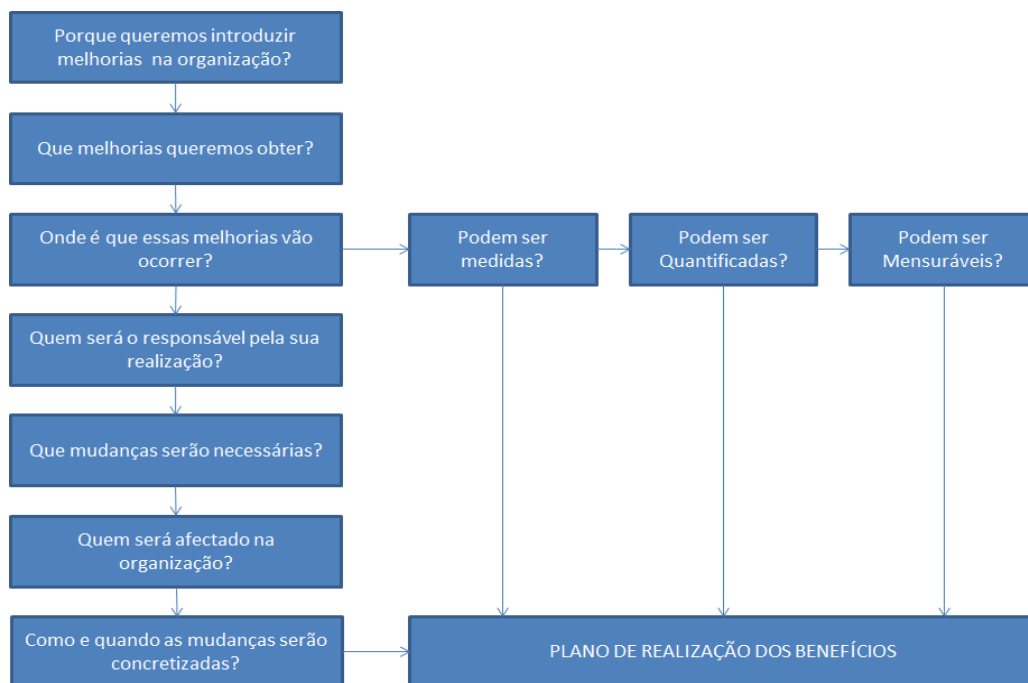 Porque queremos introduzir
melhorias na organização?
Que melhorias queremos obter?
Onde é que essas melhorias vão
ocorrer?
Podem ser
medidas?
Podem ser
Quantificadas?
Podem ser
Mensuráveis?
Quem será o responsável pela sua
realização?
Que mudanças serão necessárias?
Quem será afectado na
organização?
Como e quando as mudanças serão
concretizadas?
PLANO DE REALIZAÇÃO DOS BENEFÍCIOS